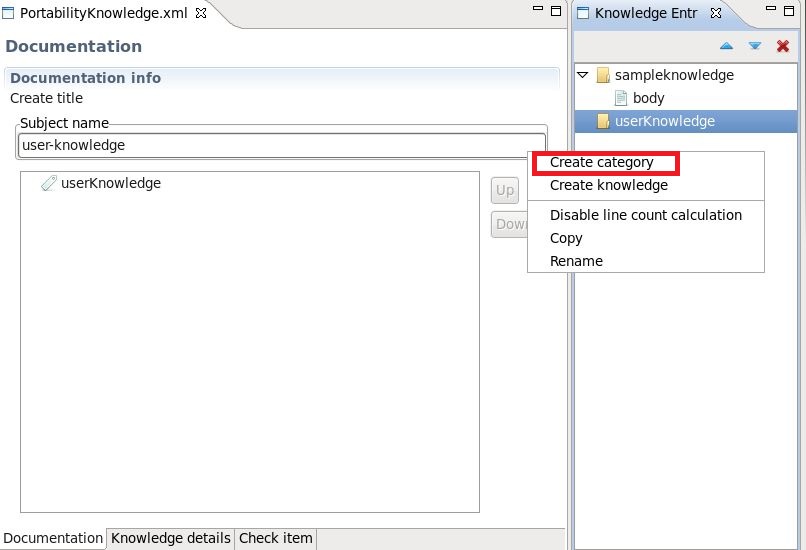 PortabilityKnowledge.xml
Documentation
Documentation info
Create title
Subject name
user-knowledge
userKnowledge
Up
Down
Documentation
Knowledge details
Check item
Knowledge Entr
sampleknowledge
body
userKnowledge
Create category
Create knowledge
Disable line count calculation
Copy
Rename